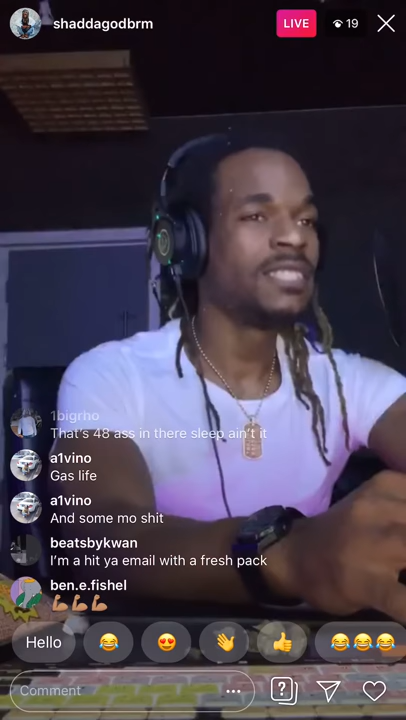 shaddagodbrm
LIVE
19
1bigrho
That's 48 ass in there sleep ain't it
a1vino
Gas life
a1vino
And some mo shit
beatsbykwan
I'm a hit ya email with a fresh pack
ben.e.fishel
💪🏽💪🏽💪🏽
Hello 😂 😍 👋 👍 😂😂😂
Comment